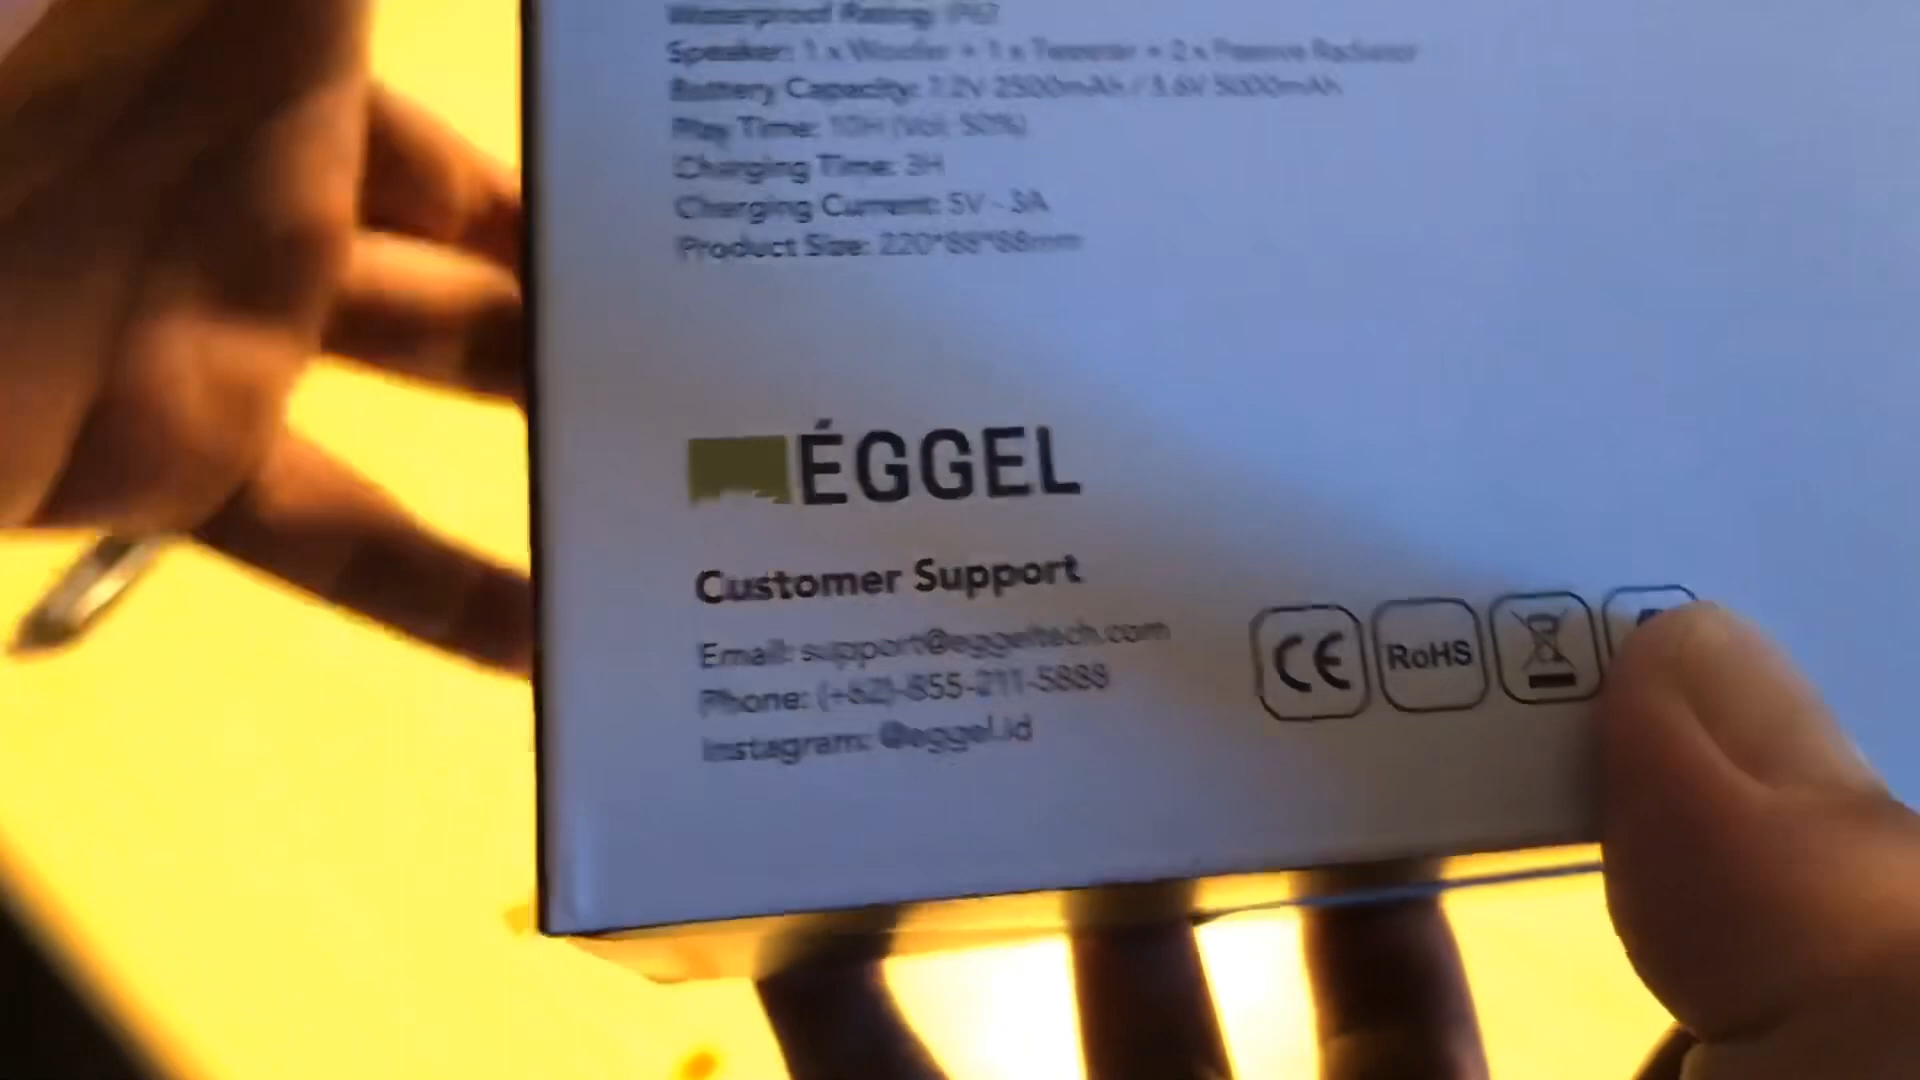 Waterproof Rating: IP67
Speaker: 1 x Woofer + 1 x Tweeter + 2 x Passive Radiator
Battery Capacity: 7.2V 2500mAh / 3.6V 5000mAh
Play Time: 10H (Vol: 50%)
Charging Time: 3H
Charging Current: 5V - 3A
Product Size: 220*88*88mm
ÉGGEL
Customer Support
Email: support@eggeltech.com
Phone: (+62)-855-211-5888
Instagram: @eggel.id
CE RoHS